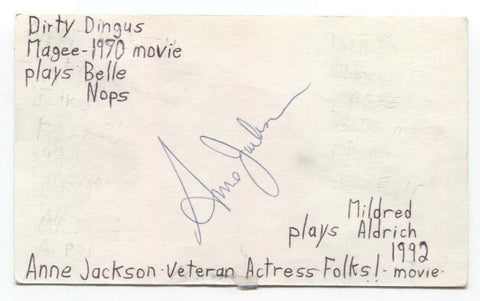 Dirty Dingus
Magee-1970 movie
plays Belle
Nops
Anne Jackson
Mildred
plays Aldrich
1992
Anne Jackson-Veteran Actress-Folks!-movie-